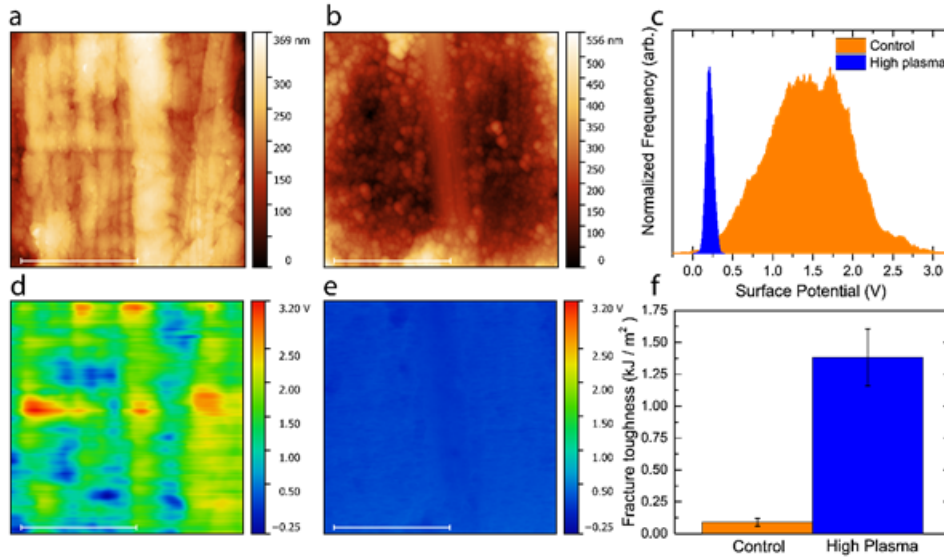 a
369 nm
300
200
100
0
b
556 nm
450
400
350
300
250
200
150
100
0
c
Normalized Frequency (arb.)
Control
High plasma
0.0 0.5 1.0 1.5 2.0 2.5 3.0
Surface Potential (V)
d
3.20 V
2.50
2.00
1.50
1.00
0.50
−0.25
e
3.20 V
2.50
2.00
1.50
1.00
0.50
−0.25
f
Fracture toughness (kJ / m²)
1.75
1.50
1.25
1.00
0.75
0.50
0.25
0.00
Control High Plasma